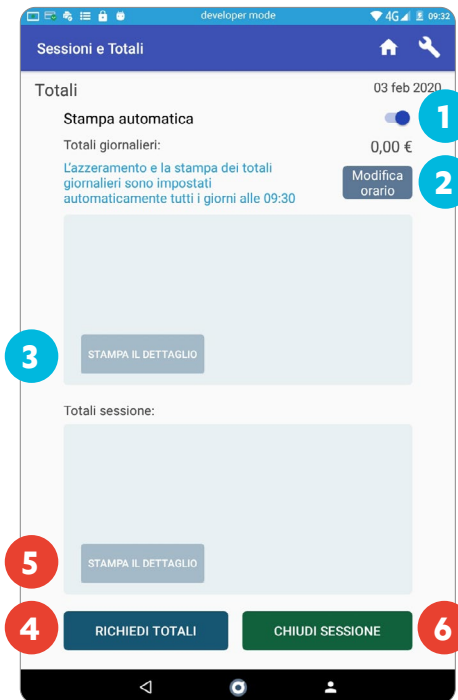 developer mode
4G 09:32
Sessioni e Totali
Totali
03 feb 2020
Stampa automatica
1
Totali giornalieri:
0,00 €
L'azzeramento e la stampa dei totali
giornalieri sono impostati
automaticamente tutti i giorni alle 09:30
Modifica
orario
2
STAMPA IL DETTAGLIO
3
Totali sessione:
STAMPA IL DETTAGLIO
5
4
RICHIEDI TOTALI
CHIUDI SESSIONE
6